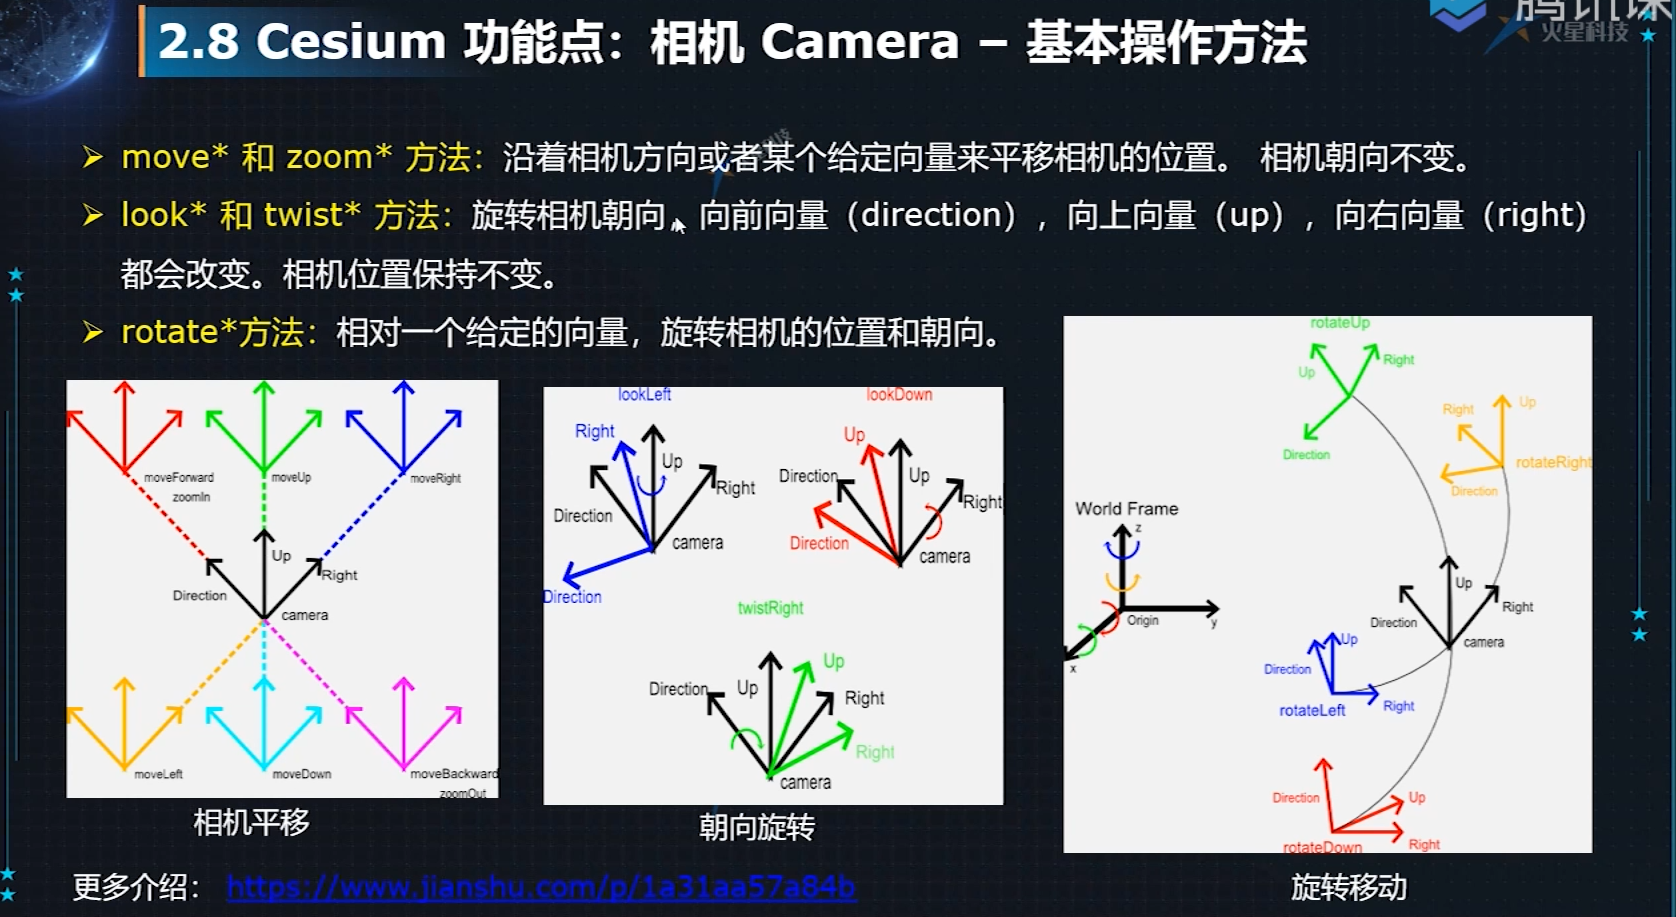 腾讯课
火星科技
2.8 Cesium 功能点：相机 Camera – 基本操作方法
➢ move* 和 zoom* 方法：沿着相机方向或者某个给定向量来平移相机的位置。 相机朝向不变。
➢ look* 和 twist* 方法：旋转相机朝向，向前向量（direction），向上向量（up），向右向量（right）
都会改变。相机位置保持不变。
➢ rotate*方法：相对一个给定的向量，旋转相机的位置和朝向。
moveForward
zoomIn
moveUp
moveRight
Up
Right
Direction
camera
moveLeft
moveDown
moveBackward
zoomOut
相机平移
lookLeft
Right
Up
Right
Direction
camera
Direction
lookDown
Up
Direction
Up
Right
Direction
camera
twistRight
Up
Direction
Up
Right
Right
camera
朝向旋转
rotateUp
Right
Up
Direction
Right
Up
rotateRight
Direction
World Frame
z
Origin
y
x
Up
Right
Direction
camera
Up
Direction
rotateLeft
Right
Direction
Up
Right
rotateDown
旋转移动
更多介绍： https://www.jianshu.com/p/1a31aa57a84b